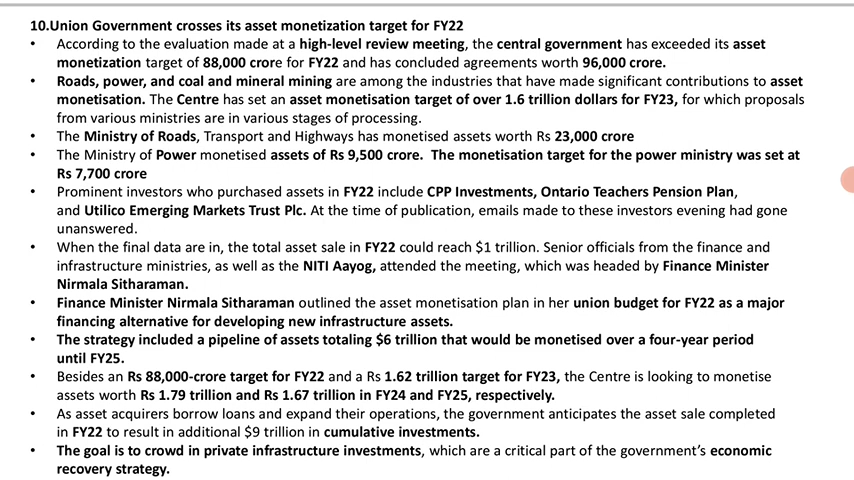 10.Union Government crosses its asset monetization target for FY22
• According to the evaluation made at a high-level review meeting, the central government has exceeded its asset
monetization target of 88,000 crore for FY22 and has concluded agreements worth 96,000 crore.
• Roads, power, and coal and mineral mining are among the industries that have made significant contributions to asset
monetisation. The Centre has set an asset monetisation target of over 1.6 trillion dollars for FY23, for which proposals
from various ministries are in various stages of processing.
• The Ministry of Roads, Transport and Highways has monetised assets worth Rs 23,000 crore
• The Ministry of Power monetised assets of Rs 9,500 crore. The monetisation target for the power ministry was set at
Rs 7,700 crore
• Prominent investors who purchased assets in FY22 include CPP Investments, Ontario Teachers Pension Plan,
and Utilico Emerging Markets Trust Plc. At the time of publication, emails made to these investors evening had gone
unanswered.
• When the final data are in, the total asset sale in FY22 could reach $1 trillion. Senior officials from the finance and
infrastructure ministries, as well as the NITI Aayog, attended the meeting, which was headed by Finance Minister
Nirmala Sitharaman.
• Finance Minister Nirmala Sitharaman outlined the asset monetisation plan in her union budget for FY22 as a major
financing alternative for developing new infrastructure assets.
• The strategy included a pipeline of assets totaling $6 trillion that would be monetised over a four-year period
until FY25.
• Besides an Rs 88,000-crore target for FY22 and a Rs 1.62 trillion target for FY23, the Centre is looking to monetise
assets worth Rs 1.79 trillion and Rs 1.67 trillion in FY24 and FY25, respectively.
• As asset acquirers borrow loans and expand their operations, the government anticipates the asset sale completed
in FY22 to result in additional $9 trillion in cumulative investments.
• The goal is to crowd in private infrastructure investments, which are a critical part of the government's economic
recovery strategy.